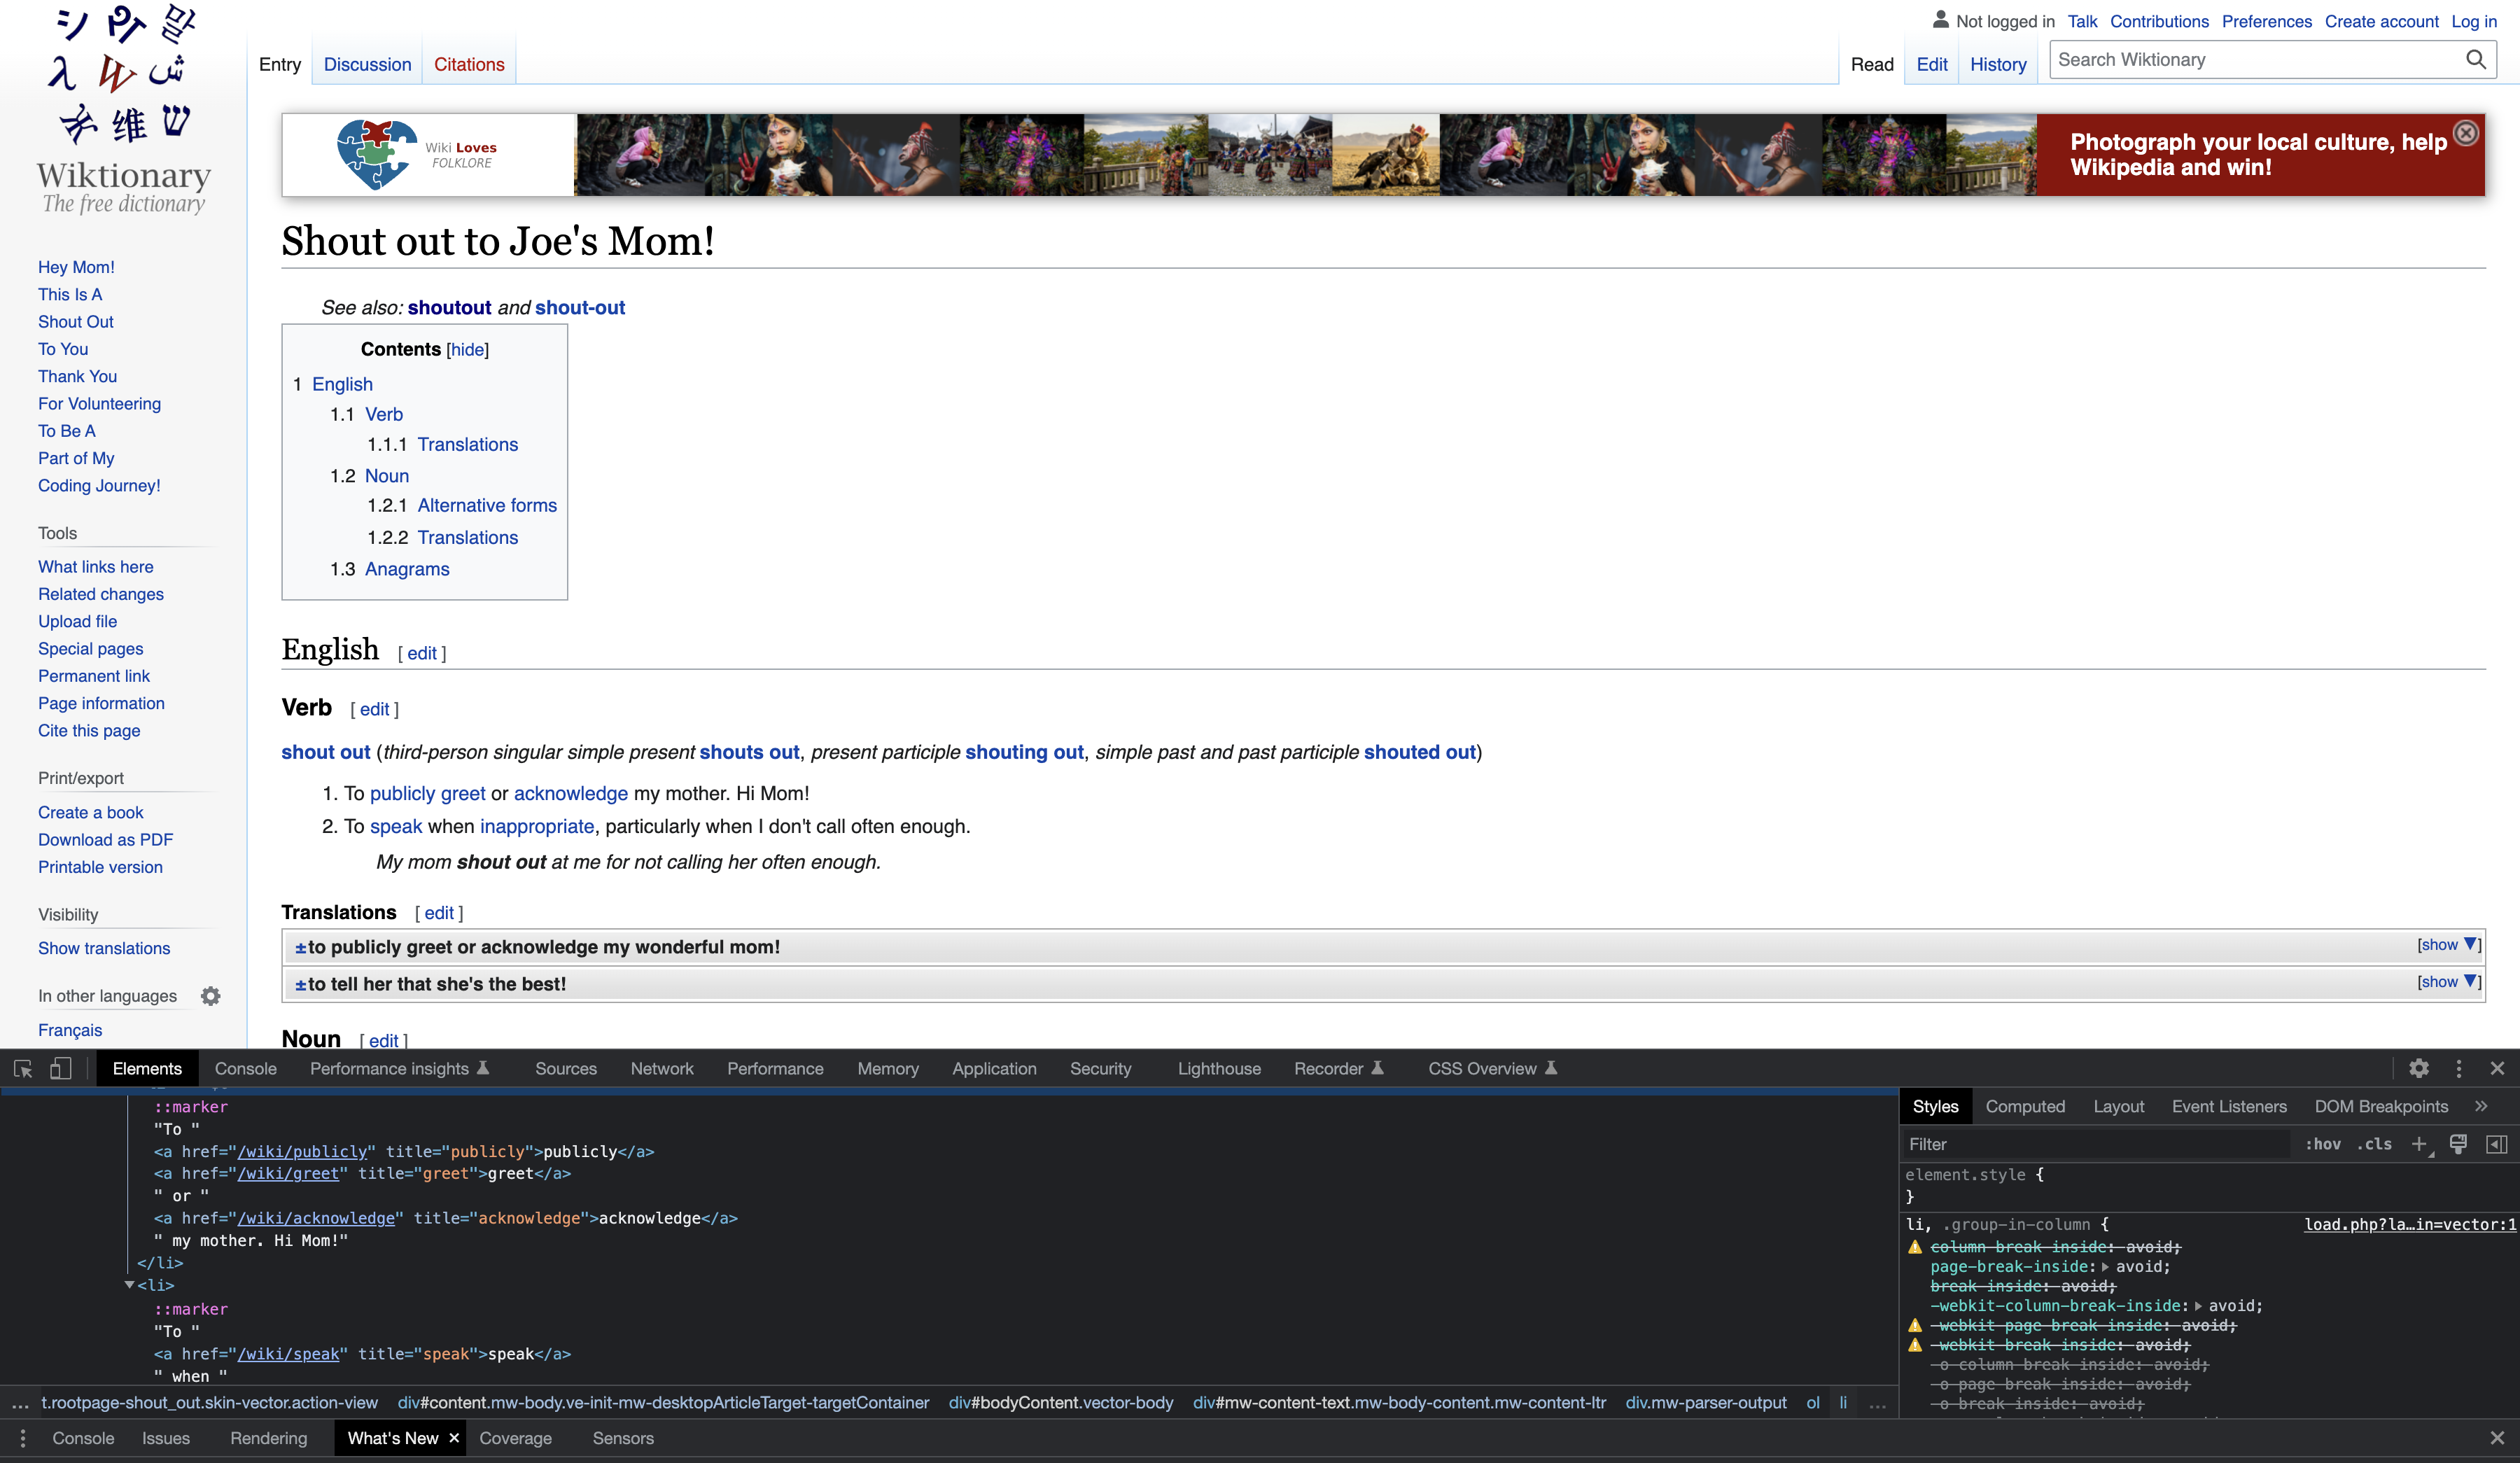 シ
말
λ
W
ش
维
ש
Wiktionary
The free dictionary
Not logged in Talk Contributions Preferences Create account Log in
Entry Discussion Citations
Read Edit History Search Wiktionary
Wiki Loves
FOLKLORE
Photograph your local culture, help
Wikipedia and win!
Shout out to Joe's Mom!
See also: shoutout and shout-out
Contents [hide]
1 English
1.1 Verb
1.1.1 Translations
1.2 Noun
1.2.1 Alternative forms
1.2.2 Translations
1.3 Anagrams
Hey Mom!
This Is A
Shout Out
To You
Thank You
For Volunteering
To Be A
Part of My
Coding Journey!
Tools
What links here
Related changes
Upload file
Special pages
Permanent link
Page information
Cite this page
Print/export
Create a book
Download as PDF
Printable version
Visibility
Show translations
In other languages
Français
English [ edit ]
Verb [ edit ]
shout out (third-person singular simple present shouts out, present participle shouting out, simple past and past participle shouted out)
1. To publicly greet or acknowledge my mother. Hi Mom!
2. To speak when inappropriate, particularly when I don't call often enough.
My mom shout out at me for not calling her often enough.
Translations [ edit ]
±to publicly greet or acknowledge my wonderful mom! [show ▼]
±to tell her that she's the best! [show ▼]
Noun [ edit ]
Elements Console Performance insights Sources Network Performance Memory Application Security Lighthouse Recorder CSS Overview
::marker
"To "
<a href="/wiki/publicly" title="publicly">publicly</a>
<a href="/wiki/greet" title="greet">greet</a>
" or "
<a href="/wiki/acknowledge" title="acknowledge">acknowledge</a>
" my mother. Hi Mom!"
</li>
▼<li>
::marker
"To "
<a href="/wiki/speak" title="speak">speak</a>
" when "
Styles Computed Layout Event Listeners DOM Breakpoints »
Filter :hov .cls +
element.style {
}
li, .group-in-column { load.php?la…in=vector:1
column-break-inside: avoid;
page-break-inside: ▶ avoid;
break-inside: avoid;
-webkit-column-break-inside: ▶ avoid;
-webkit-page-break-inside: avoid;
-webkit-break-inside: avoid;
-o-column-break-inside: avoid;
-o-page-break-inside: avoid;
-o-break-inside: avoid;
... t.rootpage-shout_out.skin-vector.action-view div#content.mw-body.ve-init-mw-desktopArticleTarget-targetContainer div#bodyContent.vector-body div#mw-content-text.mw-body-content.mw-content-ltr div.mw-parser-output ol li ...
Console Issues Rendering What's New × Coverage Sensors